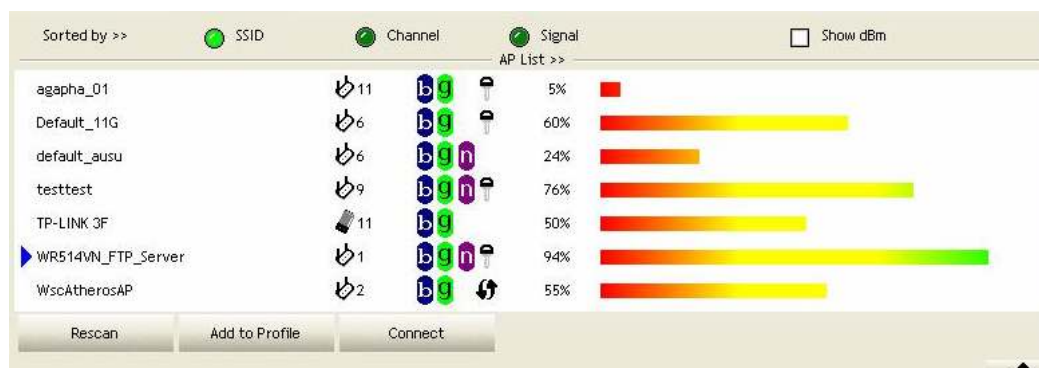 Sorted by >> SSID Channel Signal Show dBm
AP List >>
agapha_01 11 b g 5%
Default_11G 6 b g 60%
default_ausu 6 b g n 24%
testtest 9 b g n 76%
TP-LINK 3F 11 b g 50%
WR514VN_FTP_Server 1 b g n 94%
WscAtherosAP 2 b g 55%
Rescan Add to Profile Connect